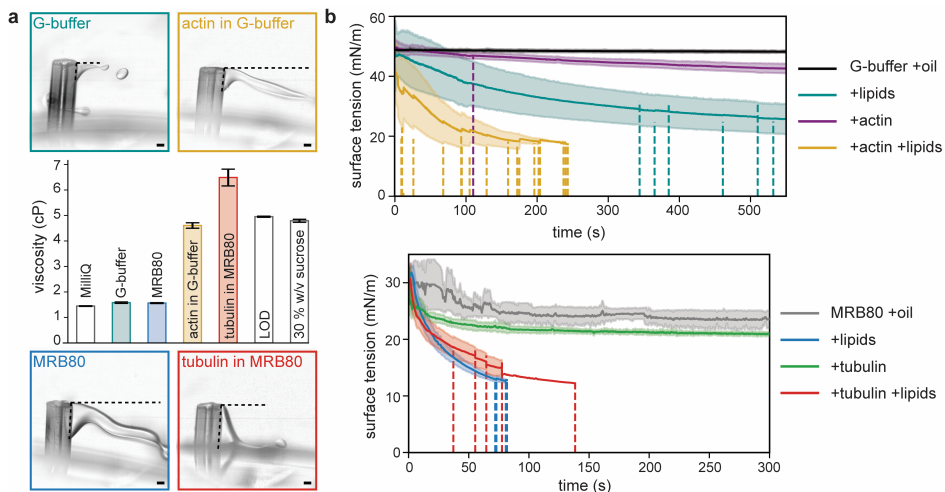 a
G-buffer
actin in G-buffer
viscosity (cP)
7
6
5
4
3
2
1
0
MilliQ
G-buffer
MRB80
actin in G-buffer
tubulin in MRB80
LOD
30 % w/v sucrose
MRB80
tubulin in MRB80
b
surface tension (mN/m)
60
40
20
0
0
100
200
300
400
500
time (s)
G-buffer +oil
+lipids
+actin
+actin +lipids
surface tension (mN/m)
30
20
10
0
0
50
100
150
200
250
300
time (s)
MRB80 +oil
+lipids
+tubulin
+tubulin +lipids